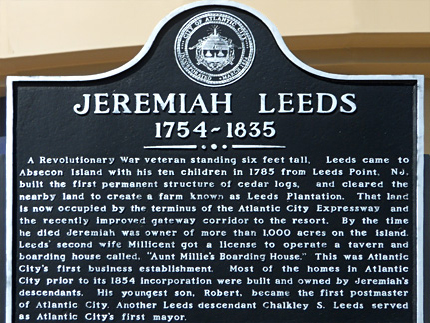 CITY OF ATLANTIC CITY
JEREMIAH LEEDS
1754~1835
A Revolutionary War veteran standing six feet tall, Leeds came to
Absecon Island with his ten children in 1785 from Leeds Point, NJ,
built the first permanent structure of cedar logs, and cleared the
nearby land to create a farm known as Leeds Plantation. That land
is now occupied by the terminus of the Atlantic City Expressway and
the recently improved gateway corridor to the resort. By the time
he died Jeremiah was owner of more than 1,000 acres on the island.
Leeds' second wife Millicent got a license to operate a tavern and
boarding house called, "Aunt Millie's Boarding House." This was Atlantic
City's first business establishment. Most of the homes in Atlantic
City prior to its 1854 incorporation were built and owned by Jeremiah's
descendants. His youngest son, Robert, became the first postmaster
of Atlantic City. Another Leeds descendant Chalkley S. Leeds served
as Atlantic City's first mayor.